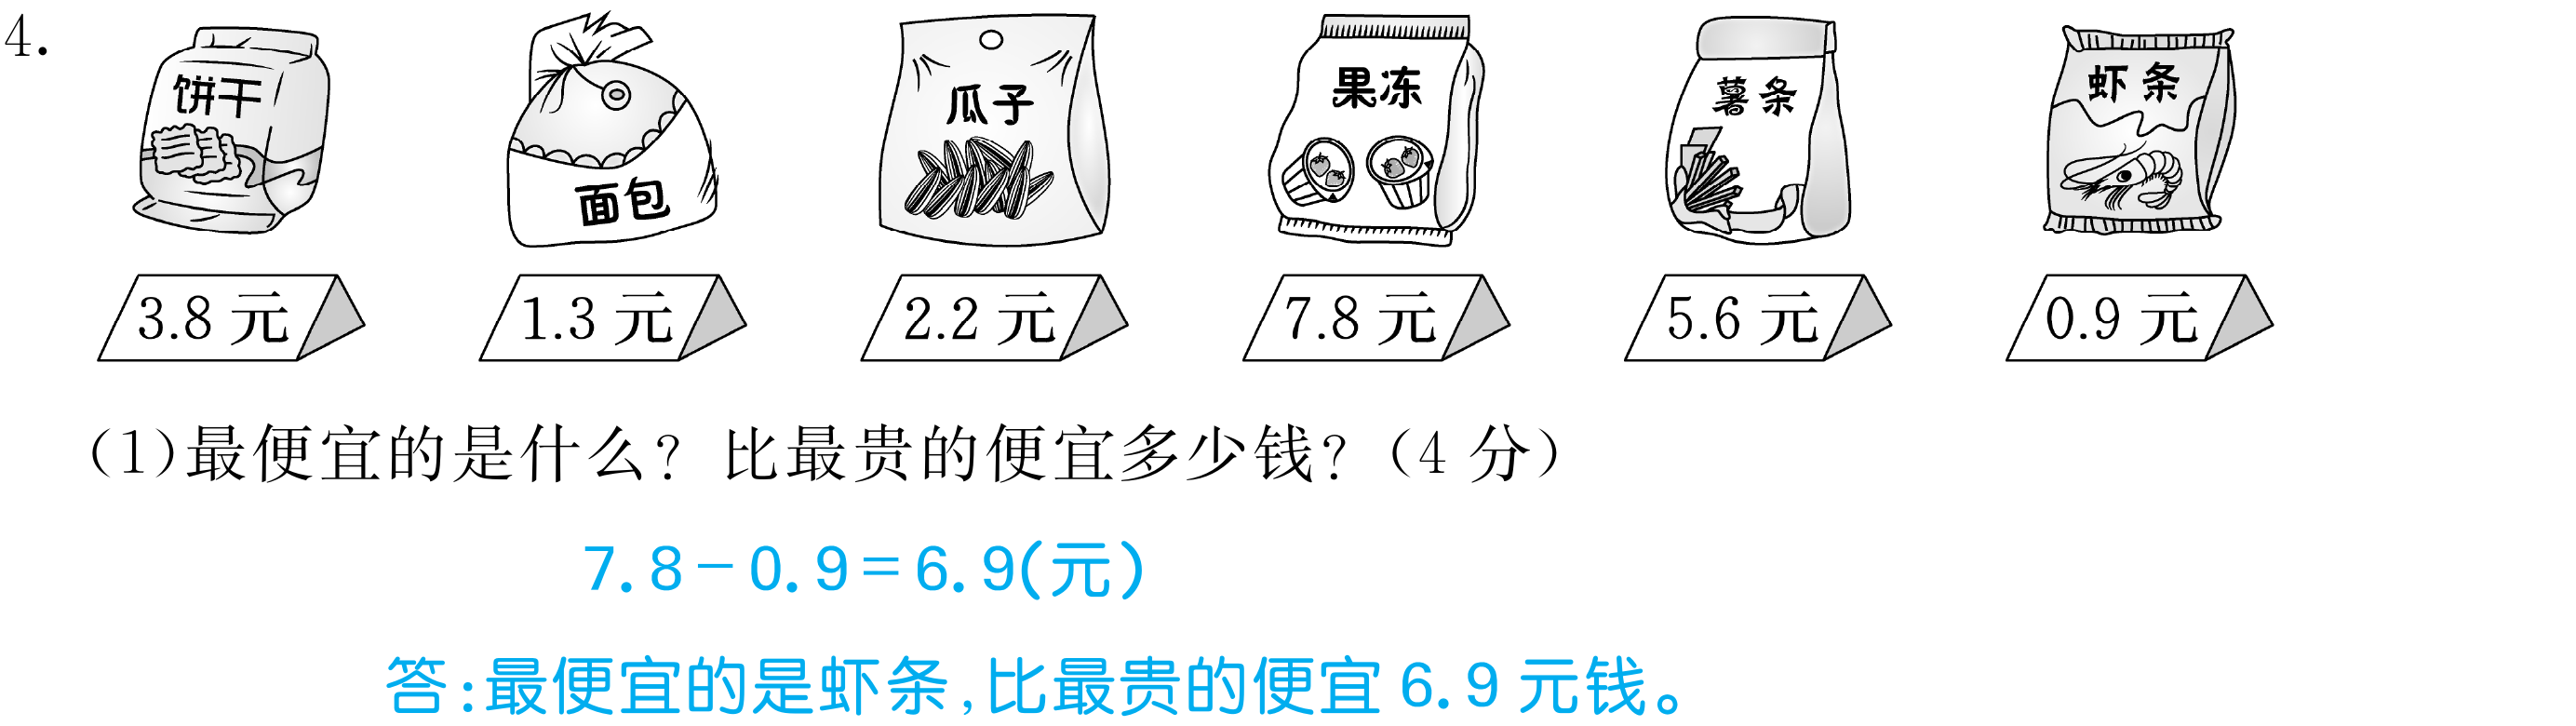 4.
饼干 面包 瓜子 果冻 薯条 虾条
3.8 元 1.3 元 2.2 元 7.8 元 5.6 元 0.9 元
(1)最便宜的是什么? 比最贵的便宜多少钱?(4 分)
7.8-0.9=6.9(元)
答:最便宜的是虾条,比最贵的便宜 6.9 元钱。